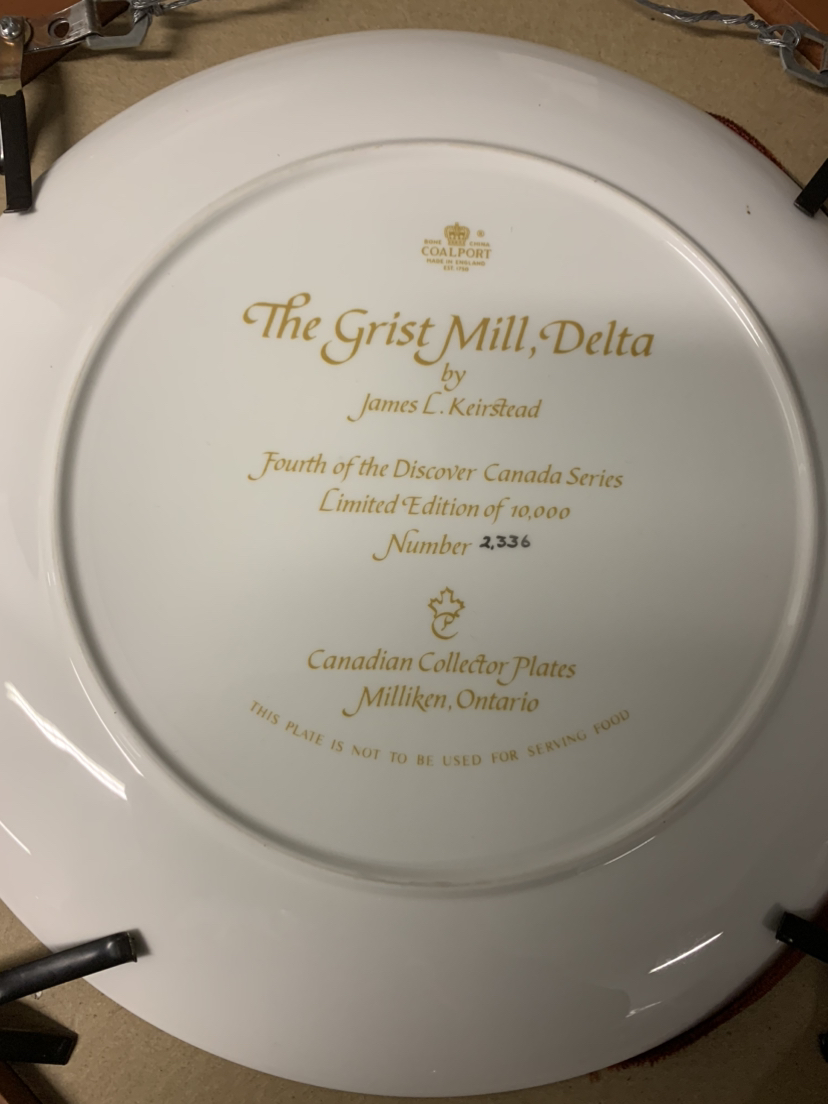 BONE CHINA ®
COALPORT
MADE IN ENGLAND
EST. 1750
The Grist Mill, Delta
by
James L. Keirstead
Fourth of the Discover Canada Series
Limited Edition of 10,000
Number 2,336
Canadian Collector Plates
Milliken, Ontario
THIS PLATE IS NOT TO BE USED FOR SERVING FOOD